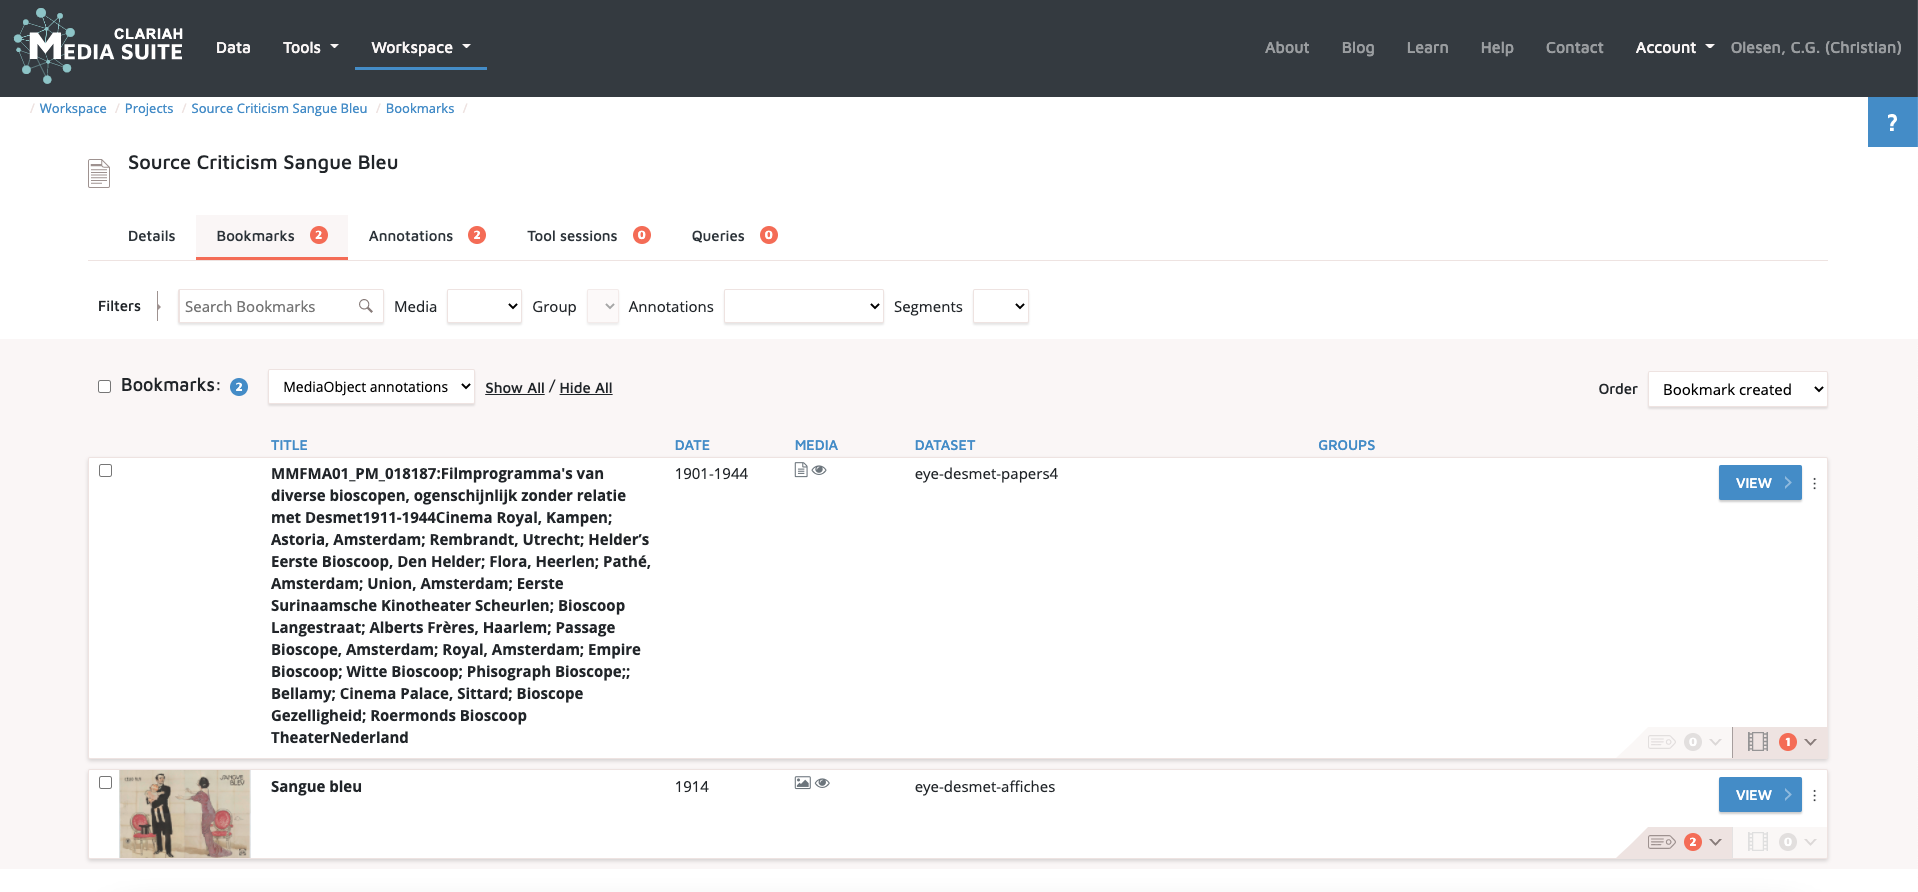 CLARIAH
MEDIA SUITE
Data
Tools
Workspace
About
Blog
Learn
Help
Contact
Account
Olesen, C.G. (Christian)
/ Workspace / Projects / Source Criticism Sangue Bleu / Bookmarks /
?
Source Criticism Sangue Bleu
Details
Bookmarks 2
Annotations 2
Tool sessions 0
Queries 0
Filters
Search Bookmarks
Media
Group
Annotations
Segments
Bookmarks: 2
MediaObject annotations
Show All / Hide All
Order
Bookmark created
TITLE
DATE
MEDIA
DATASET
GROUPS
MMFMA01_PM_018187:Filmprogramma's van
diverse bioscopen, ogenschijnlijk zonder relatie
met Desmet1911-1944Cinema Royal, Kampen;
Astoria, Amsterdam; Rembrandt, Utrecht; Helder’s
Eerste Bioscoop, Den Helder; Flora, Heerlen; Pathé,
Amsterdam; Union, Amsterdam; Eerste
Surinaamsche Kinotheater Scheurlen; Bioscoop
Langestraat; Alberts Frères, Haarlem; Passage
Bioscope, Amsterdam; Royal, Amsterdam; Empire
Bioscoop; Witte Bioscoop; Phisograph Bioscope;;
Bellamy; Cinema Palace, Sittard; Bioscope
Gezelligheid; Roermonds Bioscoop
TheaterNederland
1901-1944
eye-desmet-papers4
VIEW
0
1
SANGUE
BLEU
Sangue bleu
1914
eye-desmet-affiches
VIEW
2
0